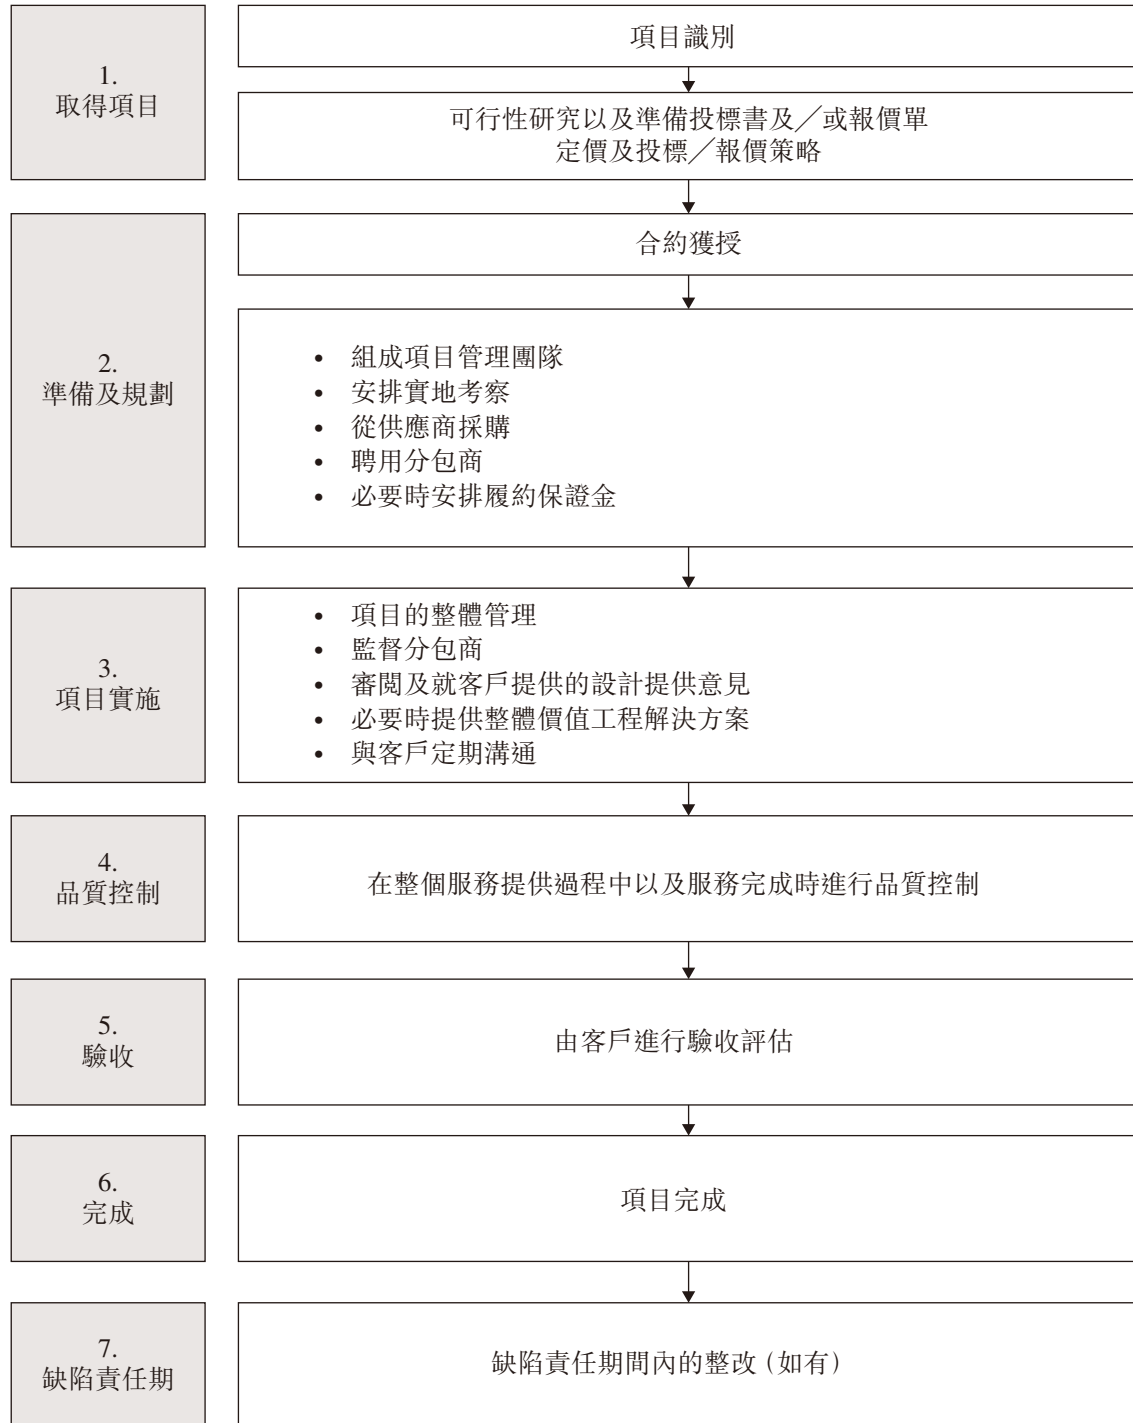 1.
取得項目
項目識別
可行性研究以及準備投標書及／或報價單
定價及投標／報價策略
2.
準備及規劃
合約獲授
• 組成項目管理團隊
• 安排實地考察
• 從供應商採購
• 聘用分包商
• 必要時安排履約保證金
3.
項目實施
• 項目的整體管理
• 監督分包商
• 審閱及就客戶提供的設計提供意見
• 必要時提供整體價值工程解決方案
• 與客戶定期溝通
4.
品質控制
在整個服務提供過程中以及服務完成時進行品質控制
5.
驗收
由客戶進行驗收評估
6.
完成
項目完成
7.
缺陷責任期
缺陷責任期間內的整改（如有）